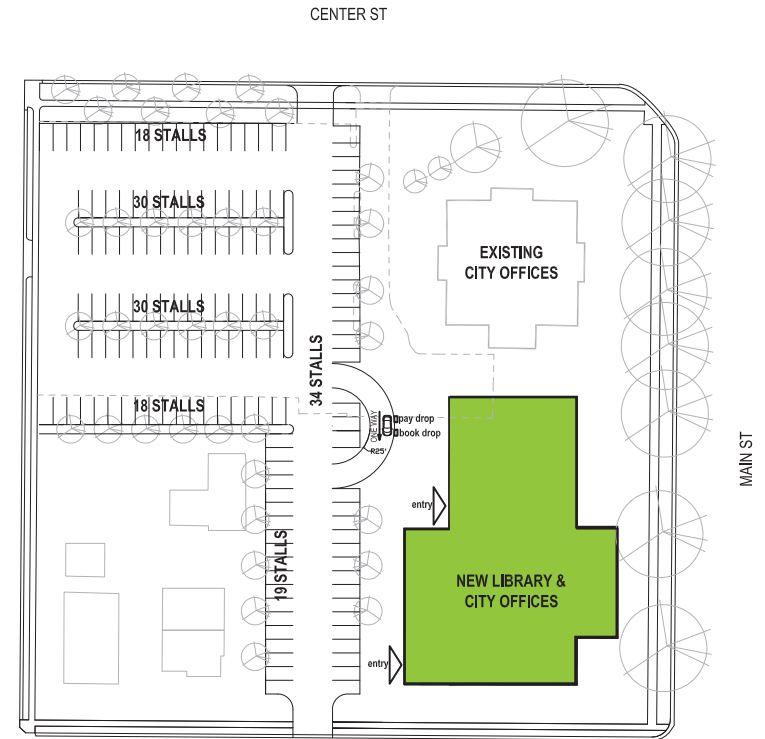 CENTER ST
18 STALLS
30 STALLS
EXISTING
CITY OFFICES
30 STALLS
34 STALLS
18 STALLS
ONE WAY
pay drop
book drop
R25'
MAIN ST
entry
19 STALLS
NEW LIBRARY &
CITY OFFICES
entry